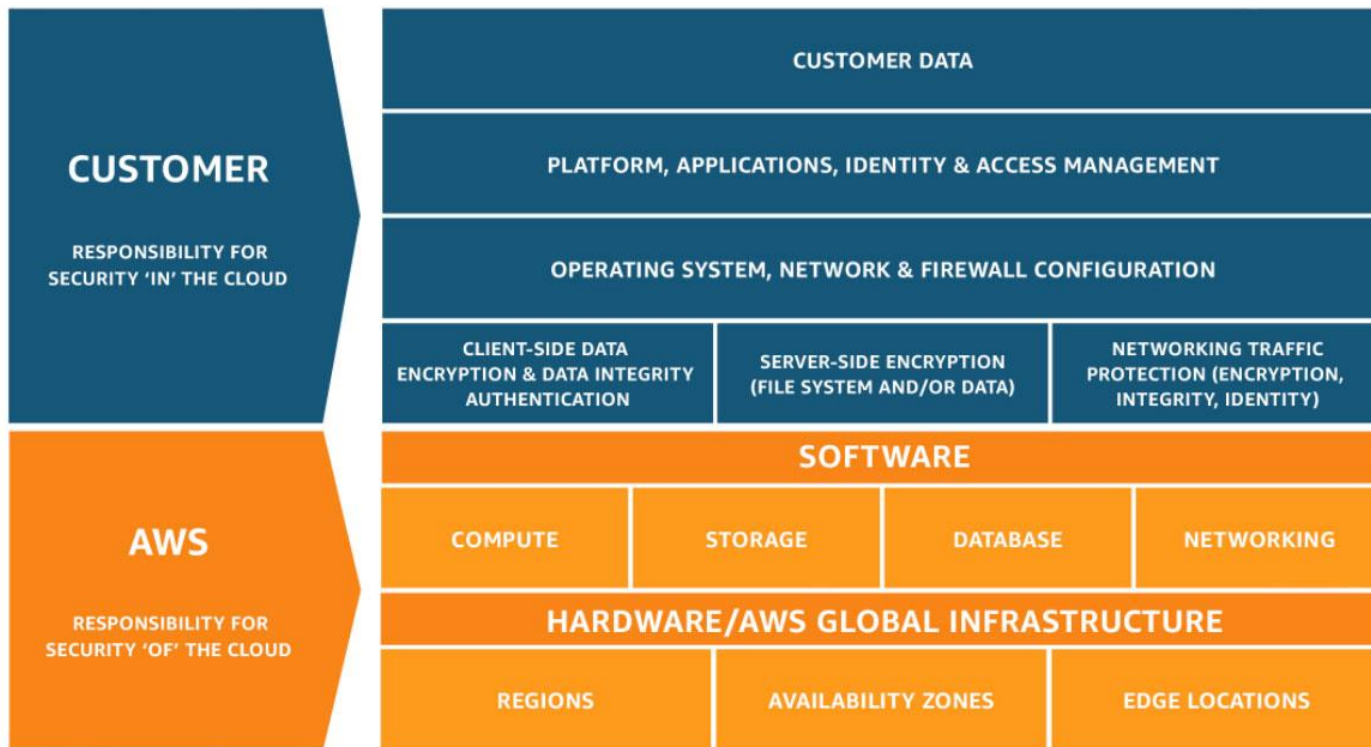 CUSTOMER
RESPONSIBILITY FOR
SECURITY ‘IN’ THE CLOUD
CUSTOMER DATA
PLATFORM, APPLICATIONS, IDENTITY & ACCESS MANAGEMENT
OPERATING SYSTEM, NETWORK & FIREWALL CONFIGURATION
CLIENT-SIDE DATA
ENCRYPTION & DATA INTEGRITY
AUTHENTICATION
SERVER-SIDE ENCRYPTION
(FILE SYSTEM AND/OR DATA)
NETWORKING TRAFFIC
PROTECTION (ENCRYPTION,
INTEGRITY, IDENTITY)
AWS
RESPONSIBILITY FOR
SECURITY ‘OF’ THE CLOUD
SOFTWARE
COMPUTE
STORAGE
DATABASE
NETWORKING
HARDWARE/AWS GLOBAL INFRASTRUCTURE
REGIONS
AVAILABILITY ZONES
EDGE LOCATIONS